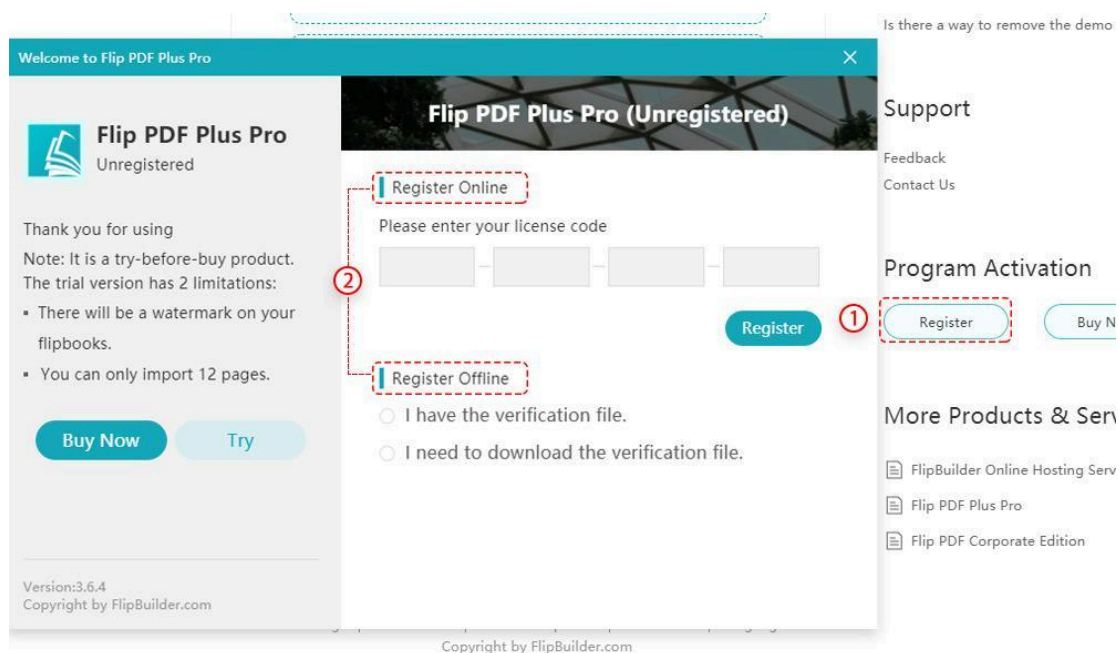 Is there a way to remove the demo
Welcome to Flip PDF Plus Pro
Flip PDF Plus Pro
Unregistered
Thank you for using
Note: It is a try-before-buy product.
The trial version has 2 limitations:
▪ There will be a watermark on your
flipbooks.
▪ You can only import 12 pages.
Buy Now
Try
Version:3.6.4
Copyright by FlipBuilder.com
Flip PDF Plus Pro (Unregistered)
Register Online
Please enter your license code
②
Register
Register Offline
I have the verification file.
I need to download the verification file.
Support
Feedback
Contact Us
Program Activation
①
Register
Buy N
More Products & Serv
FlipBuilder Online Hosting Serv
Flip PDF Plus Pro
Flip PDF Corporate Edition
Copyright by FlipBuilder.com